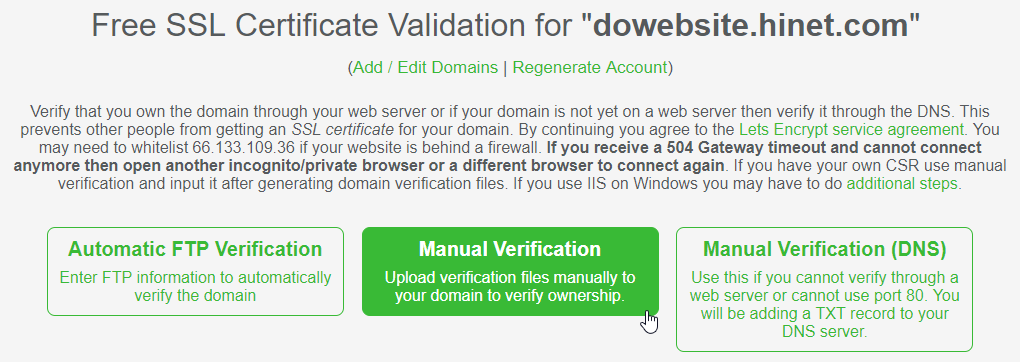 Free SSL Certificate Validation for "dowebsite.hinet.com"
(Add / Edit Domains | Regenerate Account)
Verify that you own the domain through your web server or if your domain is not yet on a web server then verify it through the DNS. This
prevents other people from getting an SSL certificate for your domain. By continuing you agree to the Lets Encrypt service agreement. You
may need to whitelist 66.133.109.36 if your website is behind a firewall. If you receive a 504 Gateway timeout and cannot connect
anymore then open another incognito/private browser or a different browser to connect again. If you have your own CSR use manual
verification and input it after generating domain verification files. If you use IIS on Windows you may have to do additional steps.
Automatic FTP Verification
Enter FTP information to automatically
verify the domain
Manual Verification
Upload verification files manually to
your domain to verify ownership.
Manual Verification (DNS)
Use this if you cannot verify through a
web server or cannot use port 80. You
will be adding a TXT record to your
DNS server.